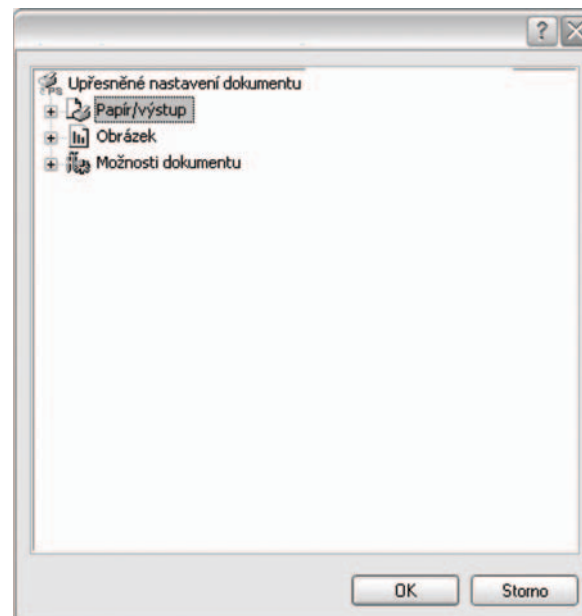 Upřesněné nastavení dokumentu
Papír/výstup
Obrázek
Možnosti dokumentu
OK Storno